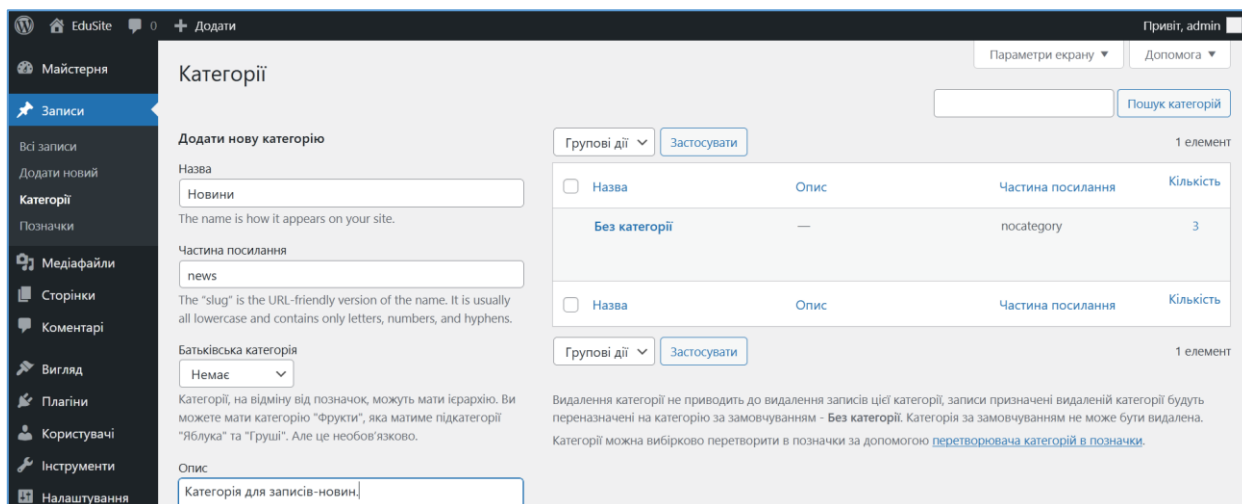 EduSite 0 + Додати Привіт, admin
Параметри екрану ▼ Допомога ▼
Майстерня
Записи
Всі записи
Додати новий
Категорії
Позначки
Медіафайли
Сторінки
Коментарі
Вигляд
Плагіни
Користувачі
Інструменти
Налаштування
Категорії
Пошук категорій
Додати нову категорію
Назва
Новини
The name is how it appears on your site.
Частина посилання
news
The “slug” is the URL-friendly version of the name. It is usually
all lowercase and contains only letters, numbers, and hyphens.
Батьківська категорія
Немає
Категорії, на відміну від позначок, можуть мати ієрархію. Ви
можете мати категорію "Фрукти", яка матиме підкатегорії
"Яблука" та "Груші". Але це необов'язково.
Опис
Категорія для записів-новин.
Групові дії Застосувати 1 елемент
Назва Опис Частина посилання Кількість
Без категорії — nocategory 3
Назва Опис Частина посилання Кількість
Групові дії Застосувати 1 елемент
Видалення категорії не приводить до видалення записів цієї категорії, записи призначені видаленій категорії будуть
переназначені на категорію за замовчуванням - Без категорії. Категорія за замовчуванням не може бути видалена.
Категорії можна вибірково перетворити в позначки за допомогою перетворювача категорій в позначки.